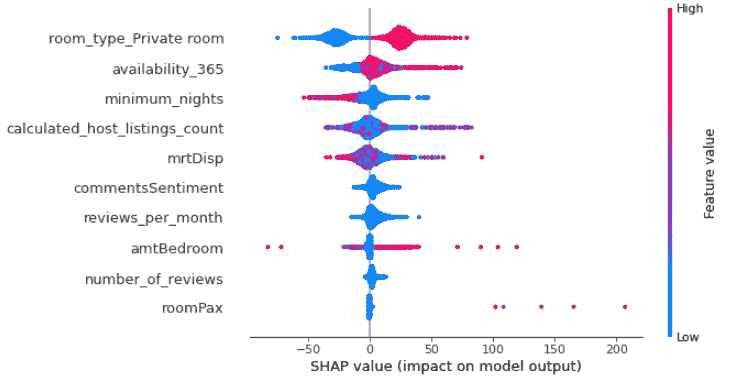 High
room_type_Private room
availability_365
minimum_nights
calculated_host_listings_count
mrtDisp
commentsSentiment
reviews_per_month
amtBedroom
number_of_reviews
roomPax
Feature value
Low
−50 0 50 100 150 200
SHAP value (impact on model output)